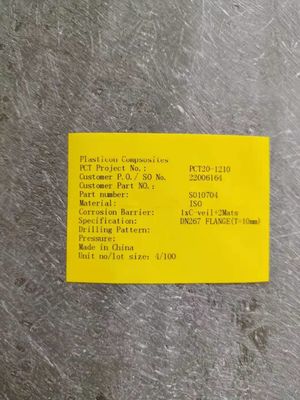 Plasticon Compsosites
PCT Project No.: PCT20-1210
Customer P.O./ SO No. 22006164
Customer Part NO.:
Part number: S010704
Material: ISO
Corrosion Barrier: 1xC veil+2Mats
Specification: DN267 FLANGE(T=10mm)
Drilling Pattern:
Pressure:
Made in China
Unit no/lot size: 4/100